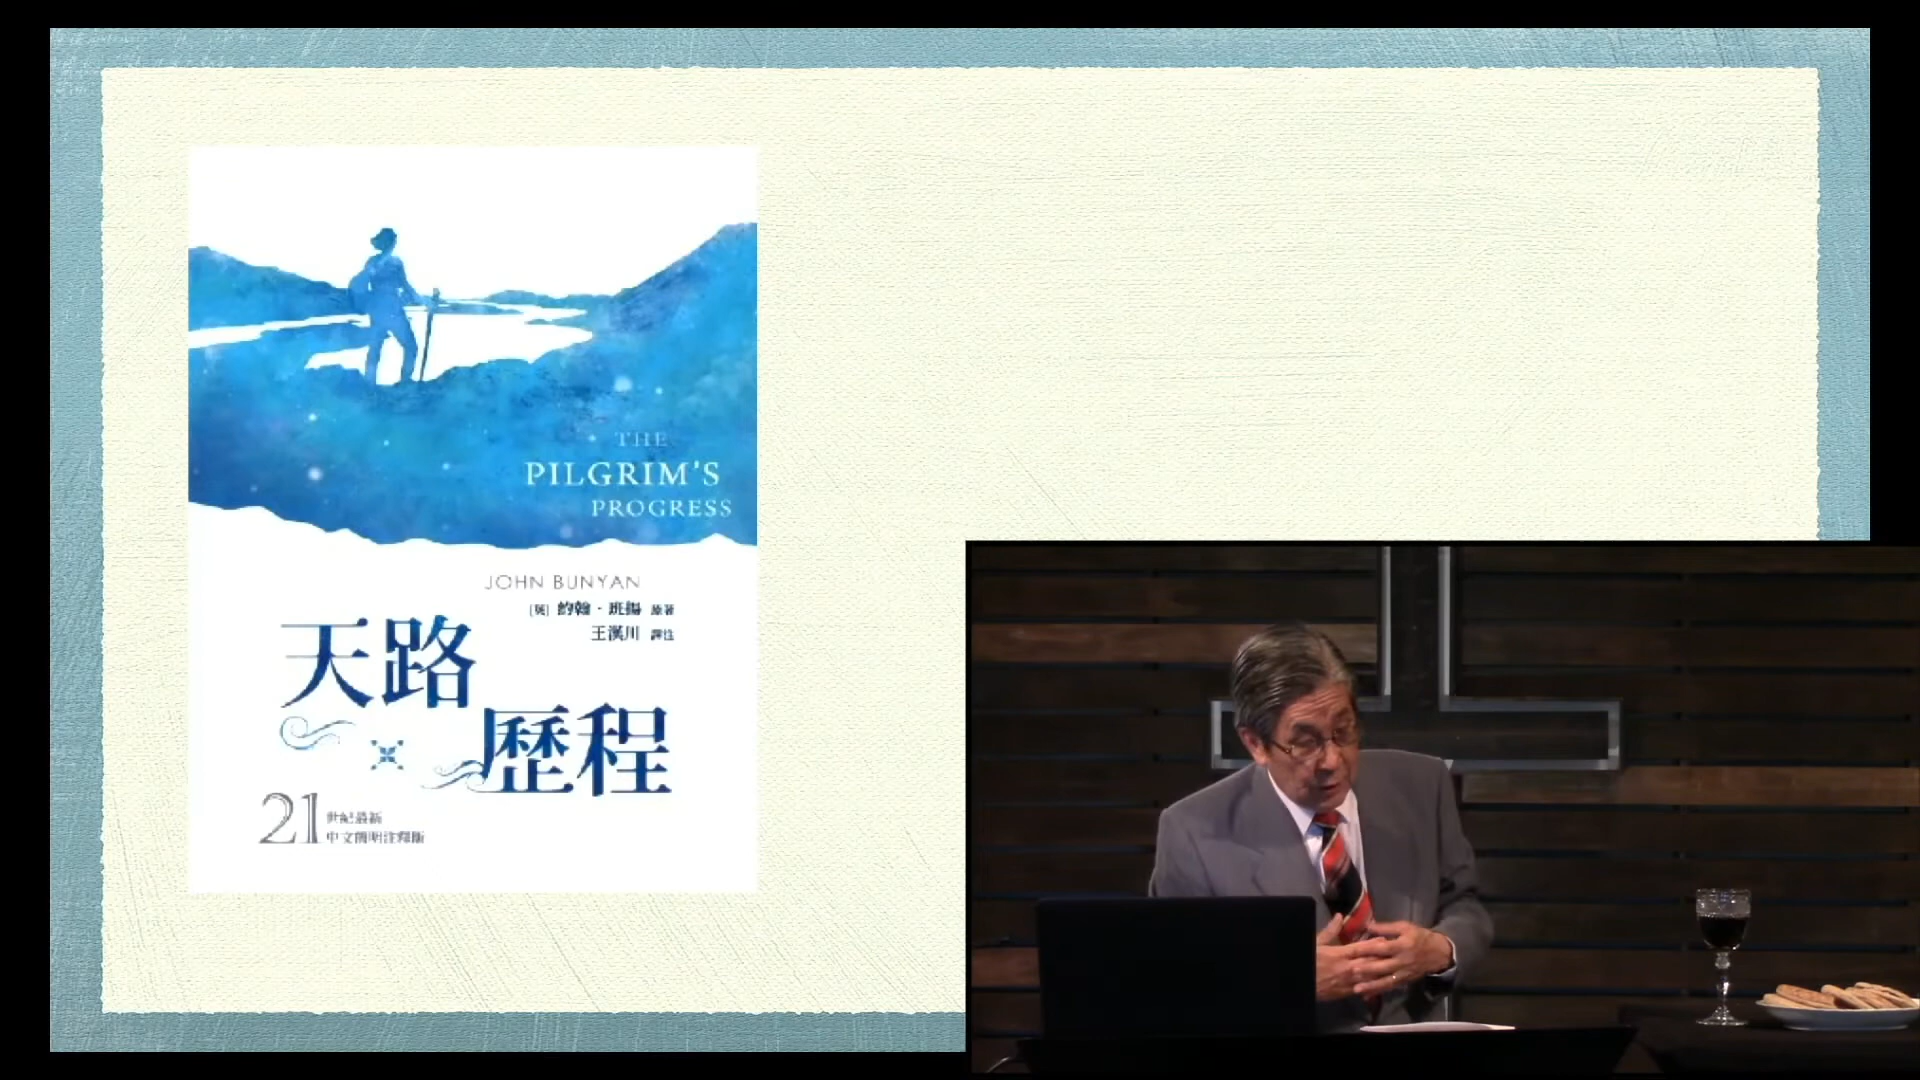 THE
PILGRIM'S
PROGRESS
JOHN BUNYAN
[英] 約翰·班揚 原著
王漢川 譯注
天路
歷程
21 世紀最新
中文簡明注釋版